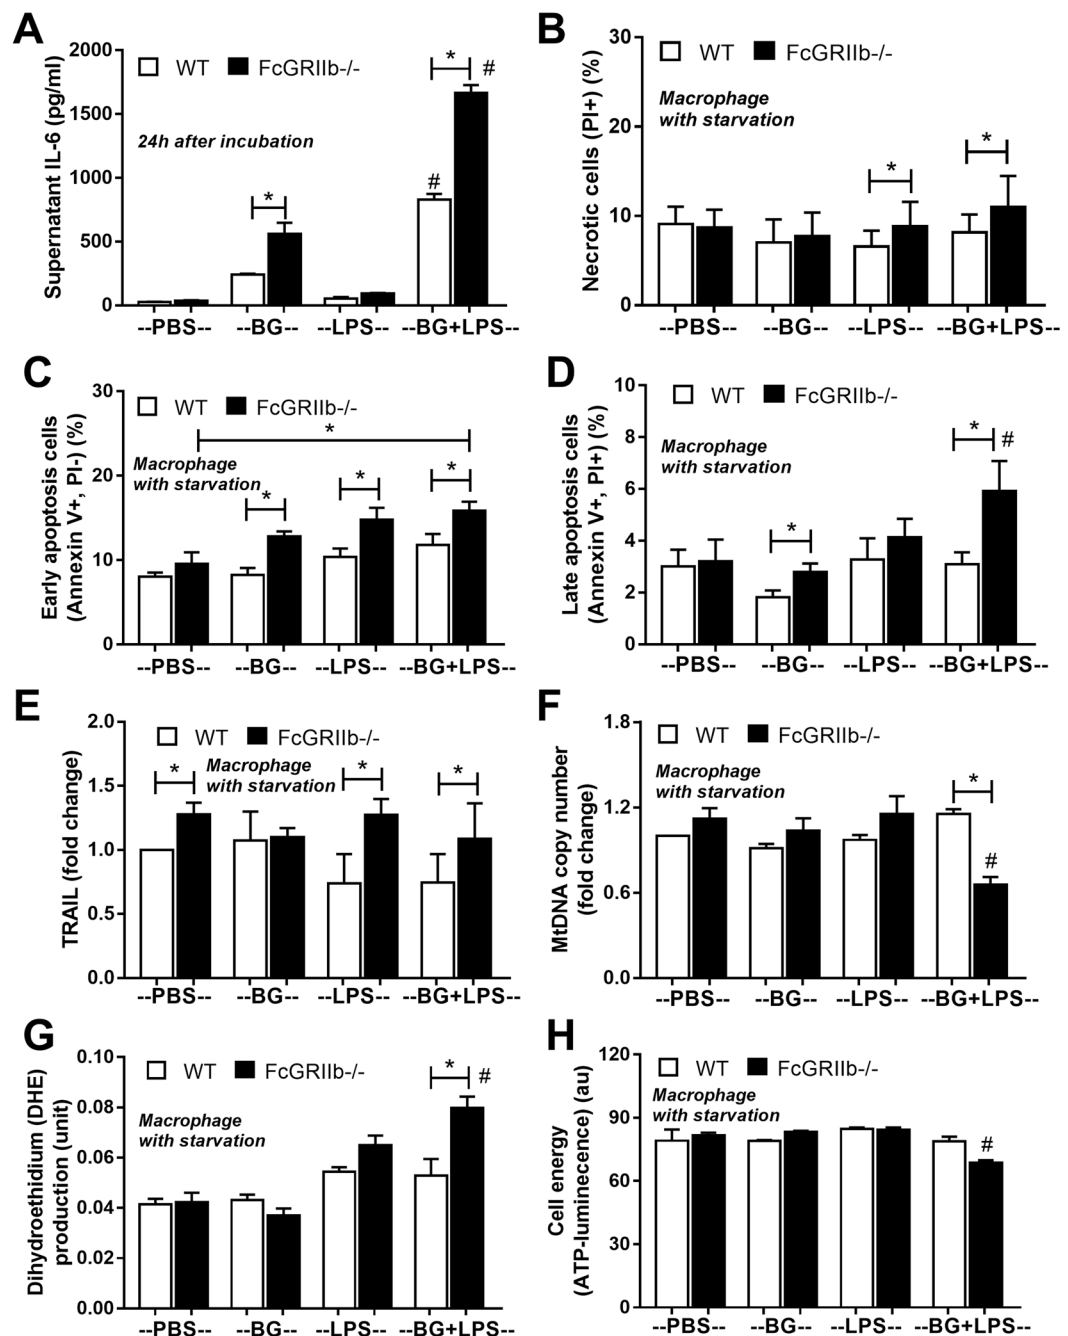 A
Supernatant IL-6 (pg/ml)
2000
1500
1000
500
0
WT FcGRIIb-/-
24h after incubation
* # * #
--PBS-- --BG-- --LPS-- --BG+LPS--
B
Necrotic cells (PI+) (%)
30
20
10
0
WT FcGRIIb-/-
Macrophage
with starvation
* *
--PBS-- --BG-- --LPS-- --BG+LPS--
C
Early apoptosis cells
(Annexin V+, PI-) (%)
30
20
10
0
WT FcGRIIb-/-
*
Macrophage
with starvation
* * *
--PBS-- --BG-- --LPS-- --BG+LPS--
D
Late apoptosis cells
(Annexin V+, PI+) (%)
10
8
6
4
2
0
WT FcGRIIb-/-
Macrophage
with starvation
* * #
--PBS-- --BG-- --LPS-- --BG+LPS--
E
TRAIL (fold change)
2.0
1.5
1.0
0.5
0.0
WT FcGRIIb-/-
Macrophage
with starvation
* * *
--PBS-- --BG-- --LPS-- --BG+LPS--
F
MtDNA copy number
(fold change)
1.8
1.2
0.6
0.0
WT FcGRIIb-/-
Macrophage
with starvation
*
#
--PBS-- --BG-- --LPS-- --BG+LPS--
G
Dihydroethidium (DHE)
production (unit)
0.10
0.08
0.06
0.04
0.02
0.00
WT FcGRIIb-/-
Macrophage
with starvation
* #
--PBS-- --BG-- --LPS-- --BG+LPS--
H
Cell energy
(ATP-luminecence) (au)
120
90
60
30
0
WT FcGRIIb-/-
Macrophage
with starvation
#
--PBS-- --BG-- --LPS-- --BG+LPS--